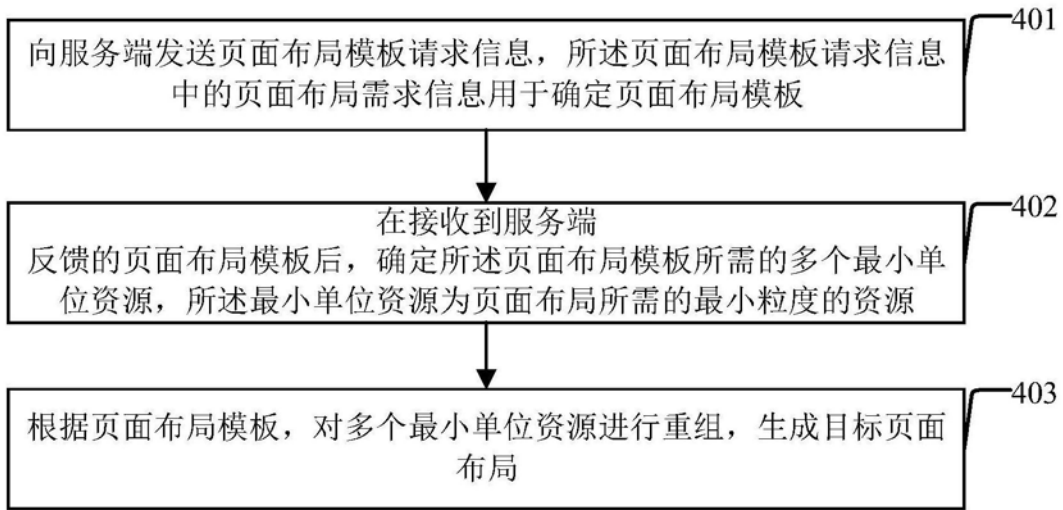 401
向服务端发送页面布局模板请求信息，所述页面布局模板请求信息
中的页面布局需求信息用于确定页面布局模板
402
在接收到服务端
反馈的页面布局模板后，确定所述页面布局模板所需的多个最小单
位资源，所述最小单位资源为页面布局所需的最小粒度的资源
403
根据页面布局模板，对多个最小单位资源进行重组，生成目标页面
布局